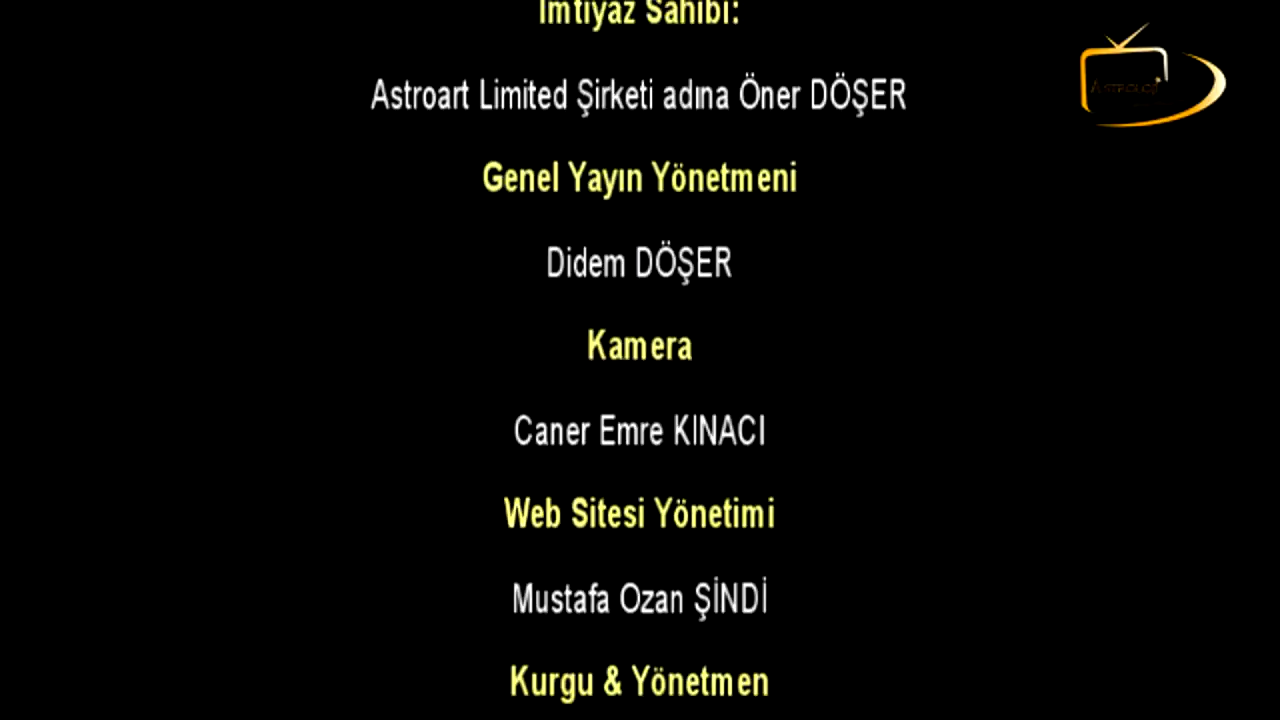 İmtiyaz Sahibi:
Astroart Limited Şirketi adına Öner DÖŞER
Genel Yayın Yönetmeni
Didem DÖŞER
Kamera
Caner Emre KINACI
Web Sitesi Yönetimi
Mustafa Ozan ŞİNDİ
Kurgu & Yönetmen